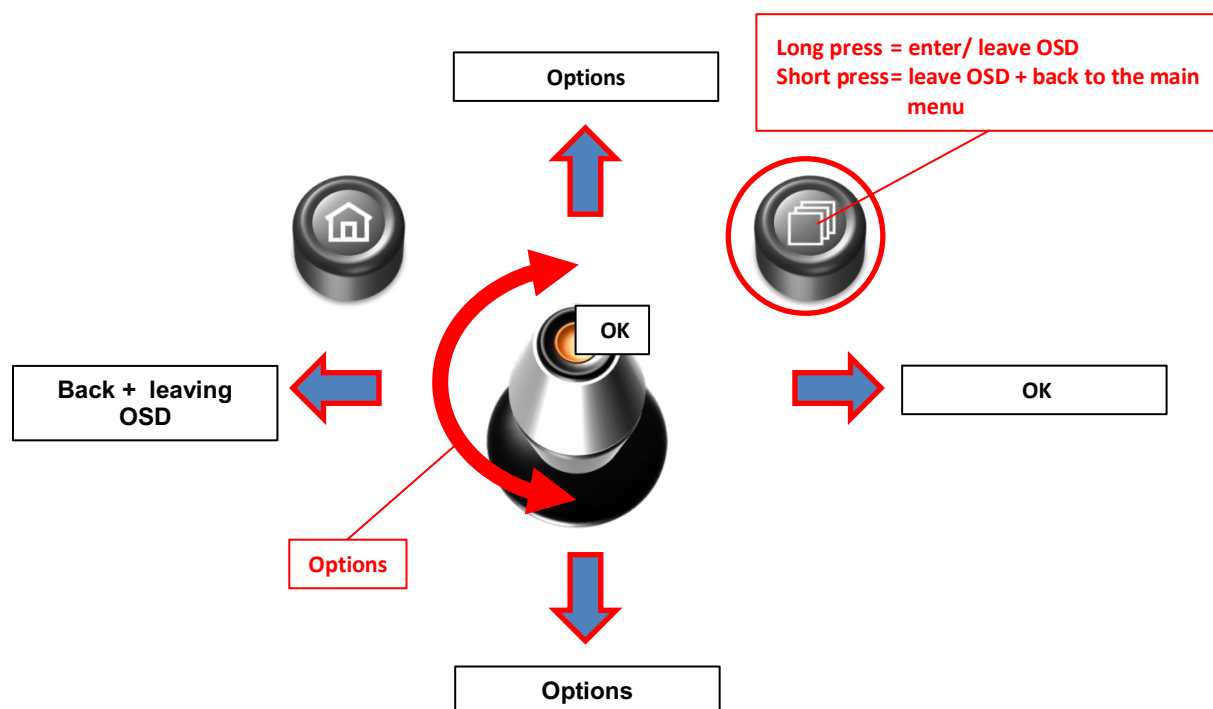 Long press = enter/ leave OSD
Short press= leave OSD + back to the main
menu
Options
OK
Back + leaving
OSD
OK
Options
Options